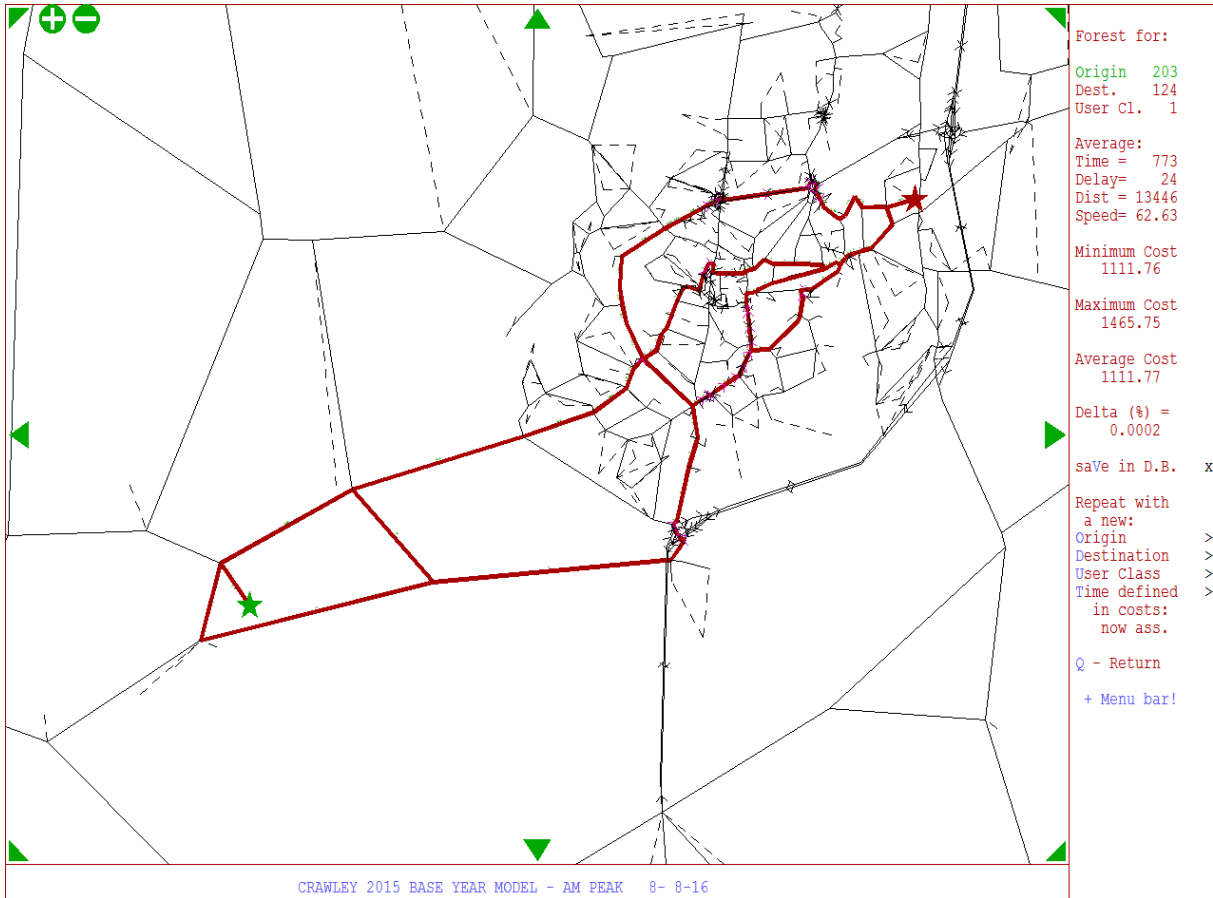 Forest for:
Origin 203
Dest. 124
User Cl. 1
Average:
Time = 773
Delay= 24
Dist = 13446
Speed= 62.63
Minimum Cost
1111.76
Maximum Cost
1465.75
Average Cost
1111.77
Delta (%) =
0.0002
saVe in D.B. x
Repeat with
a new:
Origin >
Destination >
User Class >
Time defined >
in costs:
now ass.
Q - Return
+ Menu bar!
CRAWLEY 2015 BASE YEAR MODEL - AM PEAK 8- 8-16